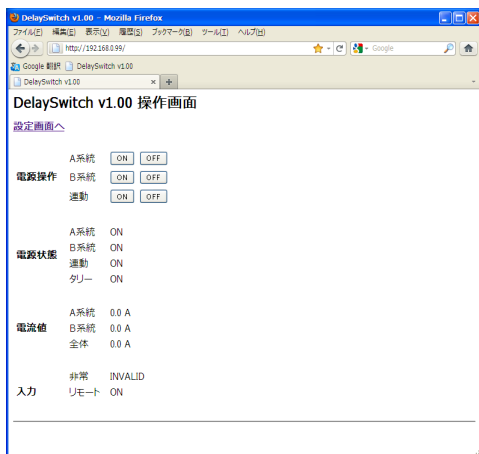 DelaySwitch v1.00 - Mozilla Firefox
ファイル(F) 編集(E) 表示(V) 履歴(S) ブックマーク(B) ツール(T) ヘルプ(H)
http://192.168.0.99/ Google
Google 翻訳 DelaySwitch v1.00
DelaySwitch v1.00
DelaySwitch v1.00 操作画面
設定画面へ
A系統 ON OFF
電源操作 B系統 ON OFF
連動 ON OFF
A系統 ON
B系統 ON
電源状態
連動 ON
タリー ON
A系統 0.0 A
電流値 B系統 0.0 A
全体 0.0 A
非常 INVALID
入力 リモート ON